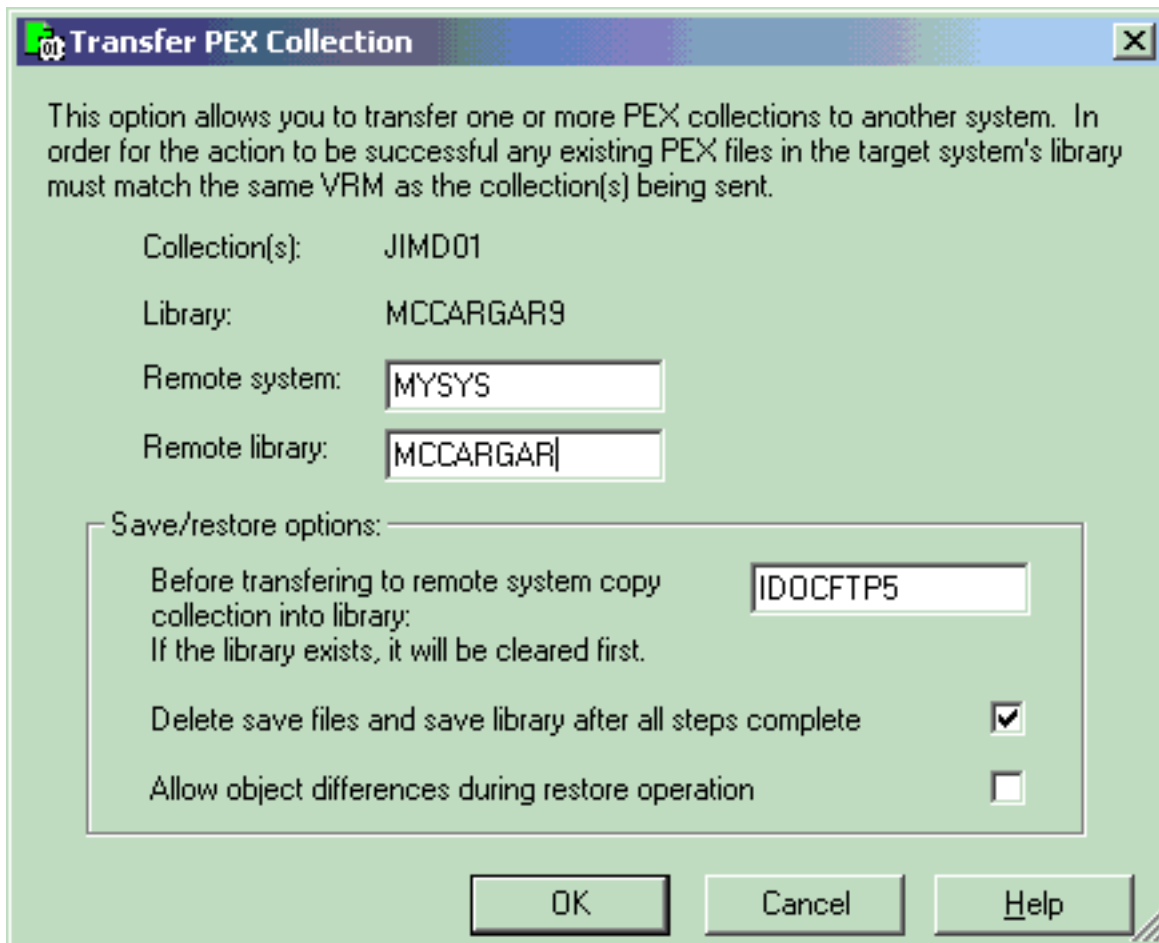 Transfer PEX Collection
This option allows you to transfer one or more PEX collections to another system. In
order for the action to be successful any existing PEX files in the target system's library
must match the same VRM as the collection(s) being sent.
Collection(s): JIMD01
Library: MCCARGAR9
Remote system: MYSYS
Remote library: MCCARGAR
Save/restore options:
Before transfering to remote system copy IDOCFTP5
collection into library:
If the library exists, it will be cleared first.
Delete save files and save library after all steps complete
Allow object differences during restore operation
OK Cancel Help